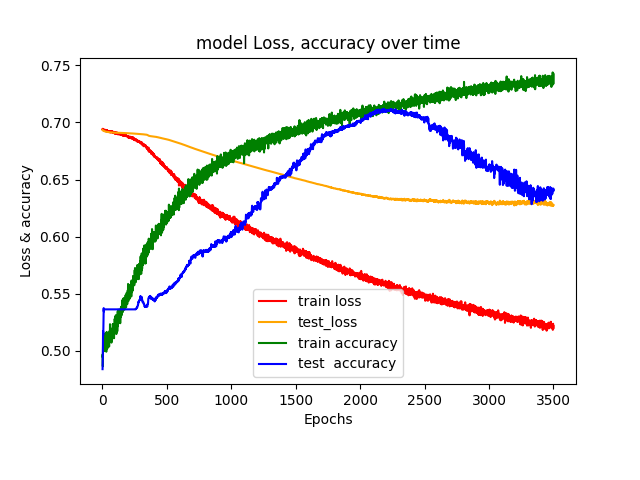 model Loss, accuracy over time
0.75
0.70
0.65
0.60
0.55
0.50
Loss & accuracy
train loss
test_loss
train accuracy
test  accuracy
0 500 1000 1500 2000 2500 3000 3500
Epochs